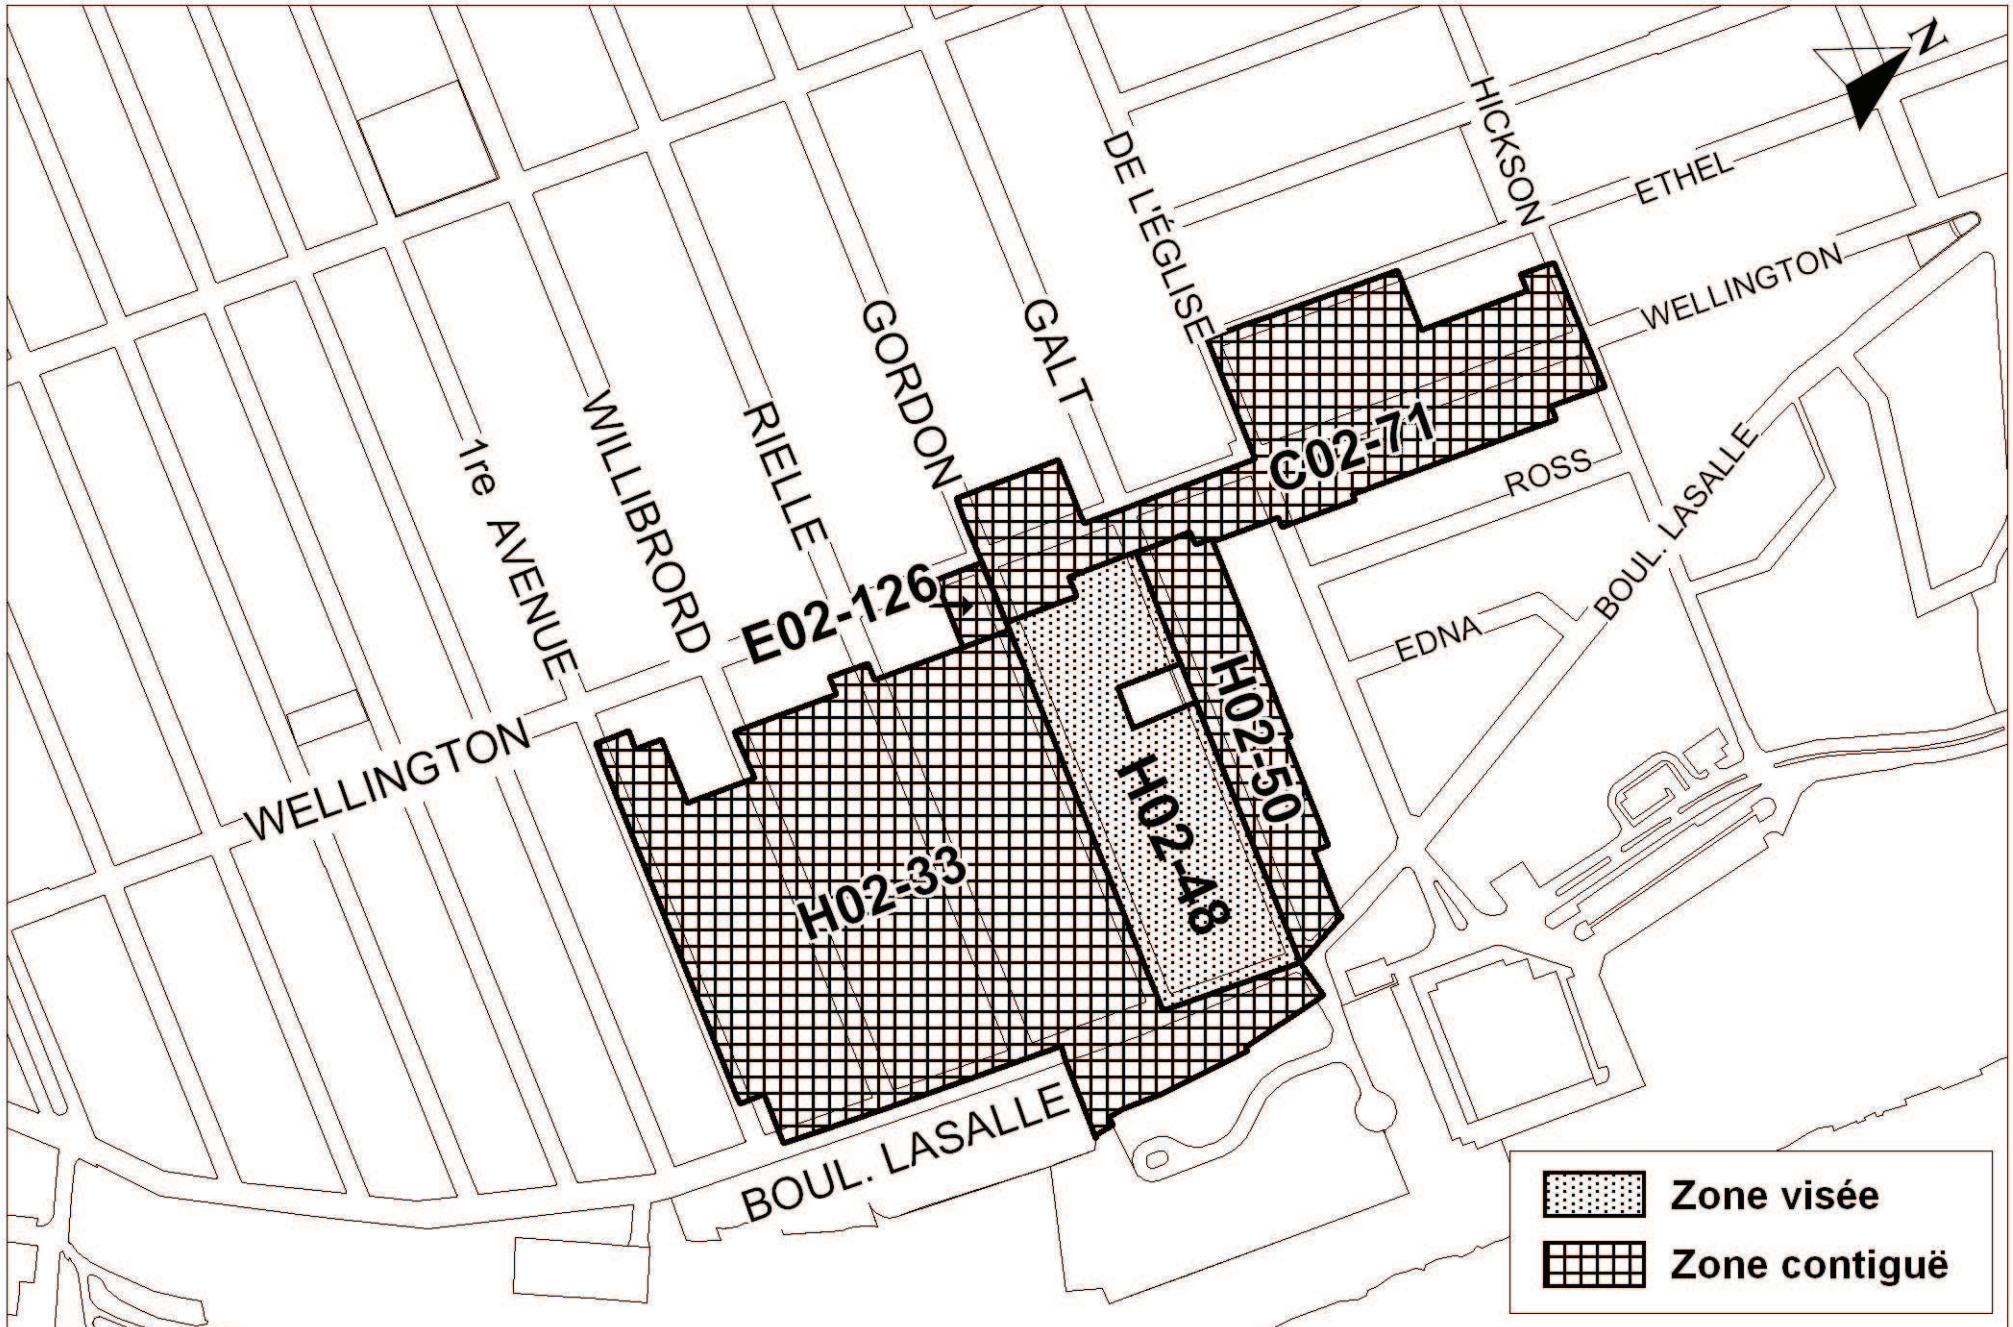 N
HICKSON
ETHEL
DE L'ÉGLISE
WELLINGTON
GORDON
GALT
WILLIBRORD
RIELLE
1re AVENUE
C02-71
ROSS
BOUL. LASALLE
E02-126
EDNA
H02-50
WELLINGTON
H02-48
H02-33
BOUL. LASALLE
Zone visée
Zone contiguë